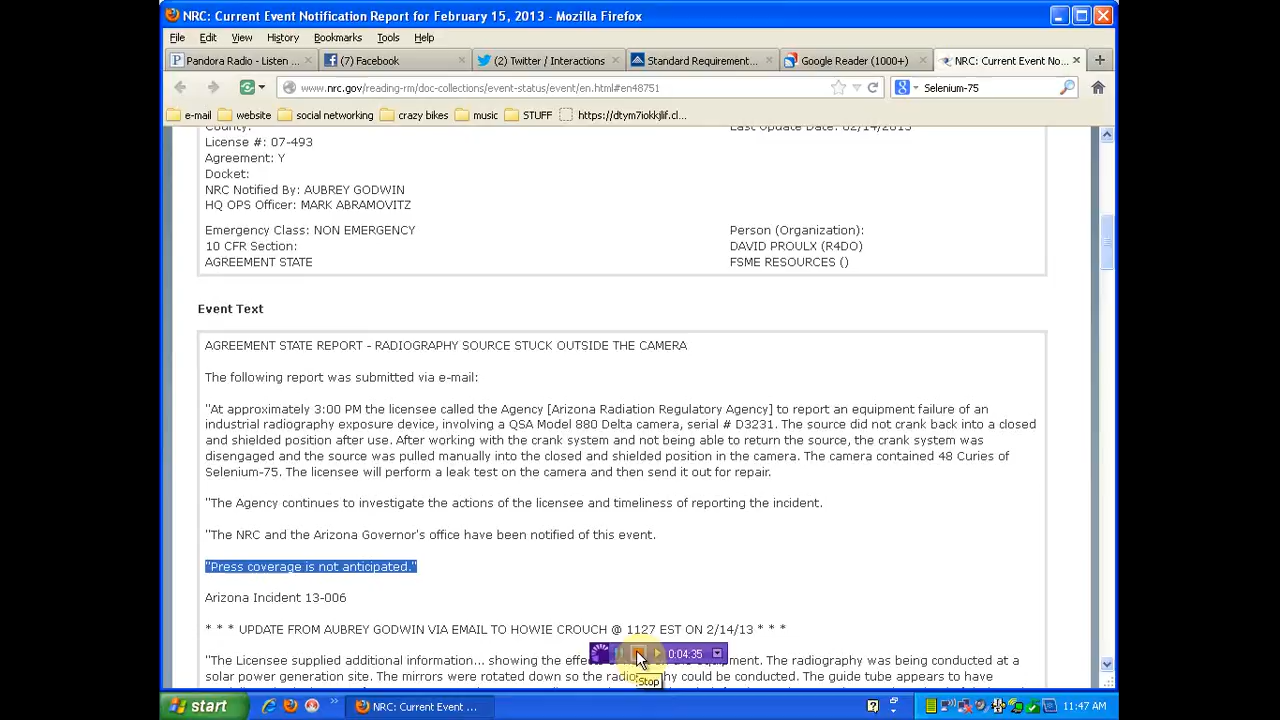 NRC: Current Event Notification Report for February 15, 2013 - Mozilla Firefox
File Edit View History Bookmarks Tools Help
Pandora Radio - Listen ... (7) Facebook (2) Twitter / Interactions Standard Requirement... Google Reader (1000+) NRC: Current Event No...
www.nrc.gov/reading-rm/doc-collections/event-status/event/en.html#en48751 Selenium-75
e-mail website social networking crazy bikes music STUFF https://dtym7iokkjlif.cl...
County: Last Update Date: 02/14/2013
License #: 07-493
Agreement: Y
Docket:
NRC Notified By: AUBREY GODWIN
HQ OPS Officer: MARK ABRAMOVITZ
Emergency Class: NON EMERGENCY Person (Organization):
10 CFR Section: DAVID PROULX (R4DO)
AGREEMENT STATE FSME RESOURCES ()
Event Text
AGREEMENT STATE REPORT - RADIOGRAPHY SOURCE STUCK OUTSIDE THE CAMERA
The following report was submitted via e-mail:
"At approximately 3:00 PM the licensee called the Agency [Arizona Radiation Regulatory Agency] to report an equipment failure of an
industrial radiography exposure device, involving a QSA Model 880 Delta camera, serial # D3231. The source did not crank back into a closed
and shielded position after use. After working with the crank system and not being able to return the source, the crank system was
disengaged and the source was pulled manually into the closed and shielded position in the camera. The camera contained 48 Curies of
Selenium-75. The licensee will perform a leak test on the camera and then send it out for repair.
"The Agency continues to investigate the actions of the licensee and timeliness of reporting the incident.
"The NRC and the Arizona Governor's office have been notified of this event.
"Press coverage is not anticipated."
Arizona Incident 13-006
* * * UPDATE FROM AUBREY GODWIN VIA EMAIL TO HOWIE CROUCH @ 1127 EST ON 2/14/13 * * *
0:04:35
"The Licensee supplied additional information... showing the effect equipment. The radiography was being conducted at a
Stop
solar power generation site. The mirrors were rotated down so the radiography could be conducted. The guide tube appears to have
start NRC: Current Event ... 11:47 AM